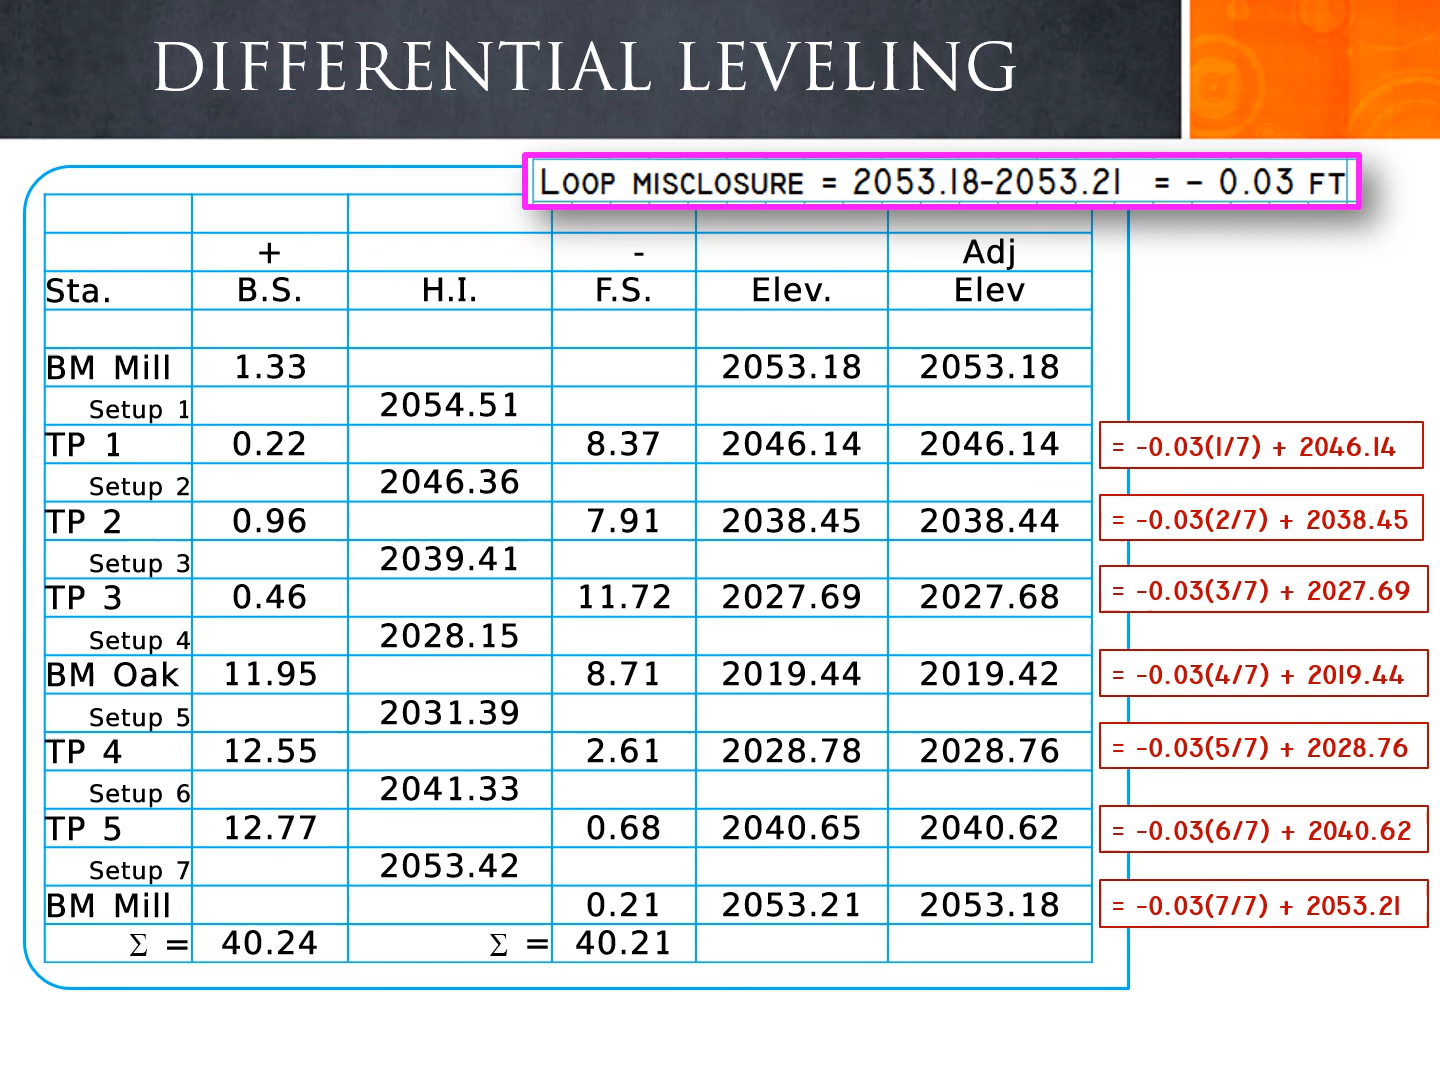 DIFFERENTIAL LEVELING
LOOP MISCLOSURE = 2053.18-2053.21 = - 0.03 FT
+ - Adj
Sta. B.S. H.I. F.S. Elev. Elev
BM Mill 1.33 2053.18 2053.18
Setup 1 2054.51
TP 1 0.22 8.37 2046.14 2046.14 = -0.03(1/7) + 2046.14
Setup 2 2046.36
TP 2 0.96 7.91 2038.45 2038.44 = -0.03(2/7) + 2038.45
Setup 3 2039.41
TP 3 0.46 11.72 2027.69 2027.68 = -0.03(3/7) + 2027.69
Setup 4 2028.15
BM Oak 11.95 8.71 2019.44 2019.42 = -0.03(4/7) + 2019.44
Setup 5 2031.39
TP 4 12.55 2.61 2028.78 2028.76 = -0.03(5/7) + 2028.76
Setup 6 2041.33
TP 5 12.77 0.68 2040.65 2040.62 = -0.03(6/7) + 2040.62
Setup 7 2053.42
BM Mill 0.21 2053.21 2053.18 = -0.03(7/7) + 2053.21
Σ = 40.24 Σ = 40.21